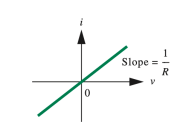 i
Slope = 1/R
v
0